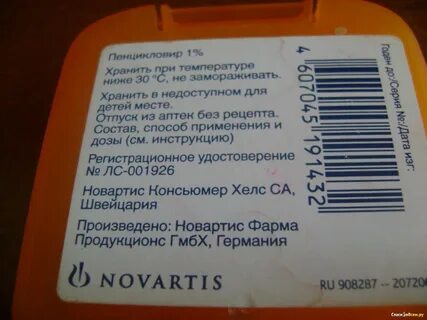 Пенцикловир 1%
Хранить при температуре
ниже 30 °C, не замораживать.
Хранить в недоступном для
детей месте.
Отпуск из аптек без рецепта.
Состав, способ применения и
дозы (см. инструкцию)
Регистрационное удостоверение
№ ЛС-001926
Новартис Консьюмер Хелс СА,
Швейцария
Произведено: Новартис Фарма
Продукционс ГмбХ, Германия
NOVARTIS
4 607045 191432
Годен до:/Серия №:/Дата изг:
RU 908287 -- 207200